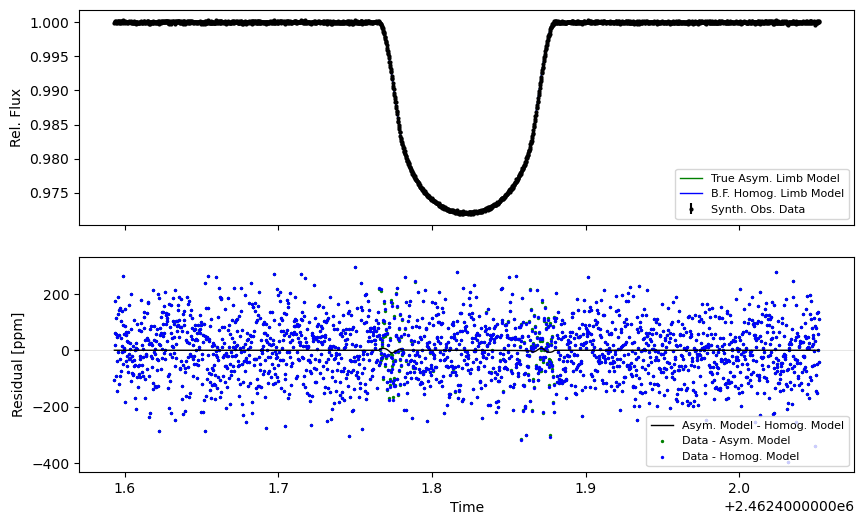 1.000
0.995
0.990
0.985
0.980
0.975
Rel. Flux
True Asym. Limb Model
B.F. Homog. Limb Model
Synth. Obs. Data
200
0
−200
−400
Residual [ppm]
Asym. Model - Homog. Model
Data - Asym. Model
Data - Homog. Model
1.6
1.7
1.8
1.9
2.0
Time
+2.4624000000e6